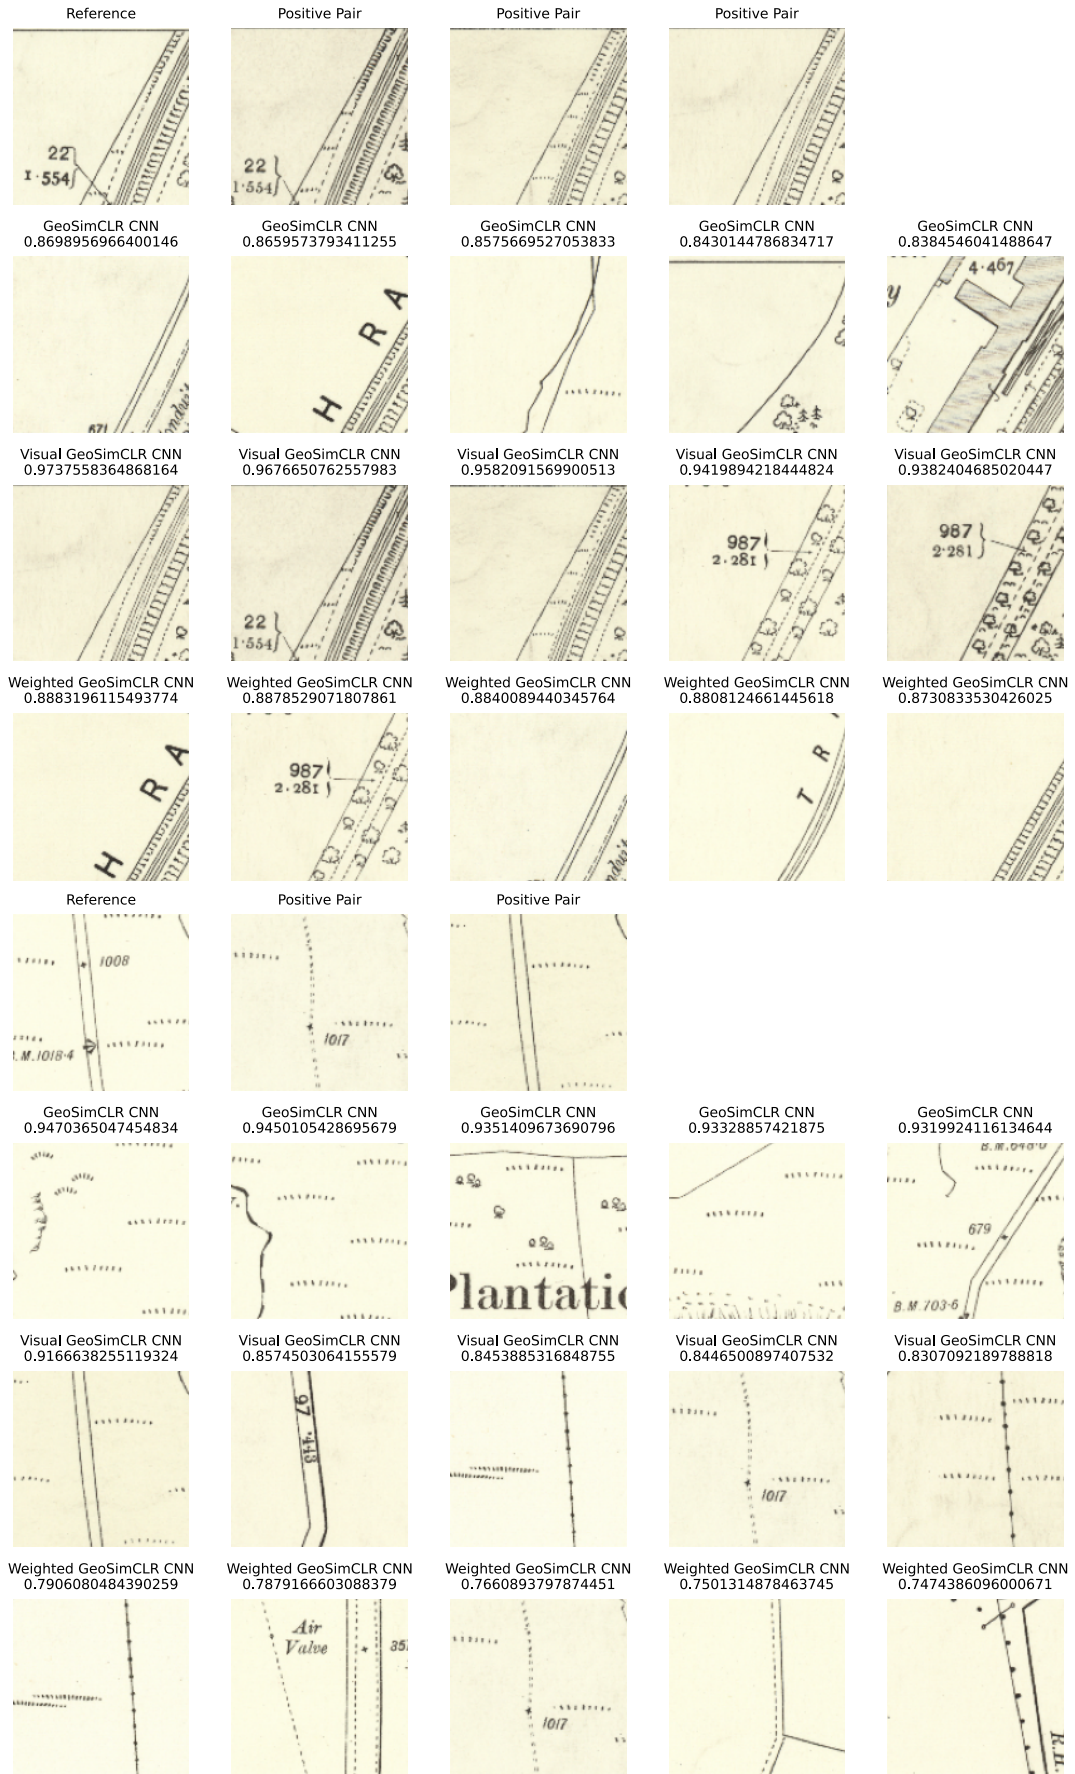 Reference
Positive Pair
Positive Pair
Positive Pair
22
1·554
22
1·554
GeoSimCLR CNN
0.8698956966400146
GeoSimCLR CNN
0.8659573793411255
GeoSimCLR CNN
0.8575669527053833
GeoSimCLR CNN
0.8430144786834717
GeoSimCLR CNN
0.8384546041488647
671
H R A
4·467
y
Visual GeoSimCLR CNN
0.9737558364868164
Visual GeoSimCLR CNN
0.9676650762557983
Visual GeoSimCLR CNN
0.9582091569900513
Visual GeoSimCLR CNN
0.9419894218444824
Visual GeoSimCLR CNN
0.9382404685020447
22
1·554
987
2·281
987
2·281
Weighted GeoSimCLR CNN
0.8883196115493774
Weighted GeoSimCLR CNN
0.8878529071807861
Weighted GeoSimCLR CNN
0.8840089440345764
Weighted GeoSimCLR CNN
0.8808124661445618
Weighted GeoSimCLR CNN
0.8730833530426025
H R A
987
2·281
T R
Reference
Positive Pair
Positive Pair
1008
B.M.1018·4
1017
GeoSimCLR CNN
0.9470365047454834
GeoSimCLR CNN
0.9450105428695679
GeoSimCLR CNN
0.9351409673690796
GeoSimCLR CNN
0.93328857421875
GeoSimCLR CNN
0.9319924116134644
Plantatio
B.M.648·6
679
B.M.703·6
Visual GeoSimCLR CNN
0.9166638255119324
Visual GeoSimCLR CNN
0.8574503064155579
Visual GeoSimCLR CNN
0.8453885316848755
Visual GeoSimCLR CNN
0.8446500897407532
Visual GeoSimCLR CNN
0.8307092189788818
97
·443
1017
Weighted GeoSimCLR CNN
0.7906080484390259
Weighted GeoSimCLR CNN
0.7879166603088379
Weighted GeoSimCLR CNN
0.7660893797874451
Weighted GeoSimCLR CNN
0.7501314878463745
Weighted GeoSimCLR CNN
0.7474386096000671
Air
Valve
351
1017
R.H.